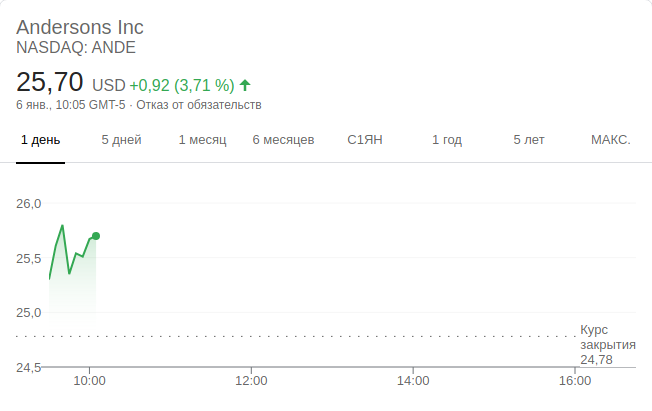 Andersons Inc
NASDAQ: ANDE
25,70 USD +0,92 (3,71 %)
6 янв., 10:05 GMT-5 · Отказ от обязательств
1 день 5 дней 1 месяц 6 месяцев С1ЯН 1 год 5 лет МАКС.
26,0
25,5
25,0
Курс
закрытия
24,78
24,5
10:00 12:00 14:00 16:00